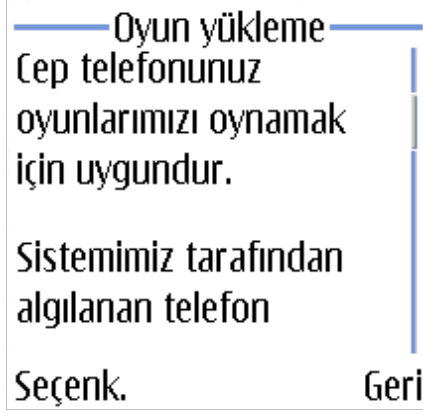 Oyun yükleme
Cep telefonunuz
oyunlarımızı oynamak
için uygundur.
Sistemimiz tarafından
algılanan telefon
Seçenk. Geri